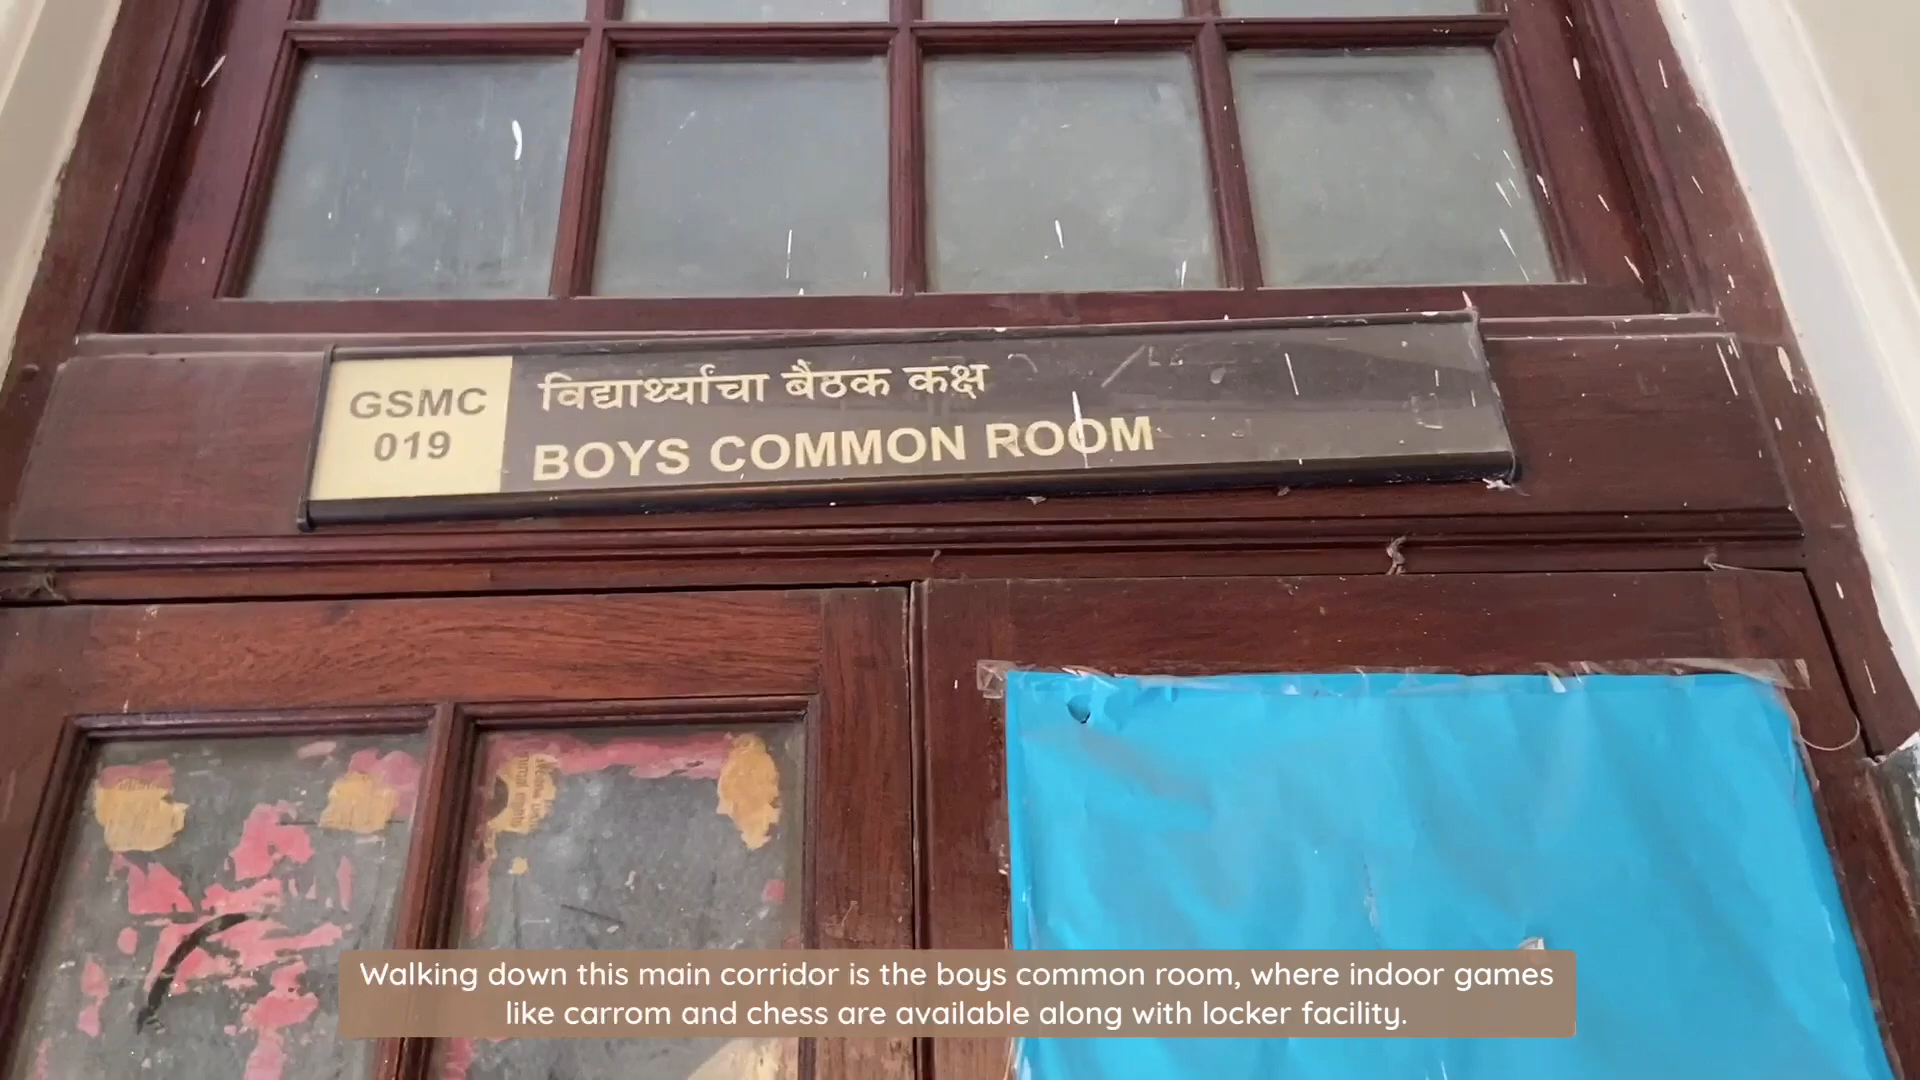 GSMC
019
विद्यार्थ्यांचा बैठक कक्ष
BOYS COMMON ROOM
Walking down this main corridor is the boys common room, where indoor games
like carrom and chess are available along with locker facility.